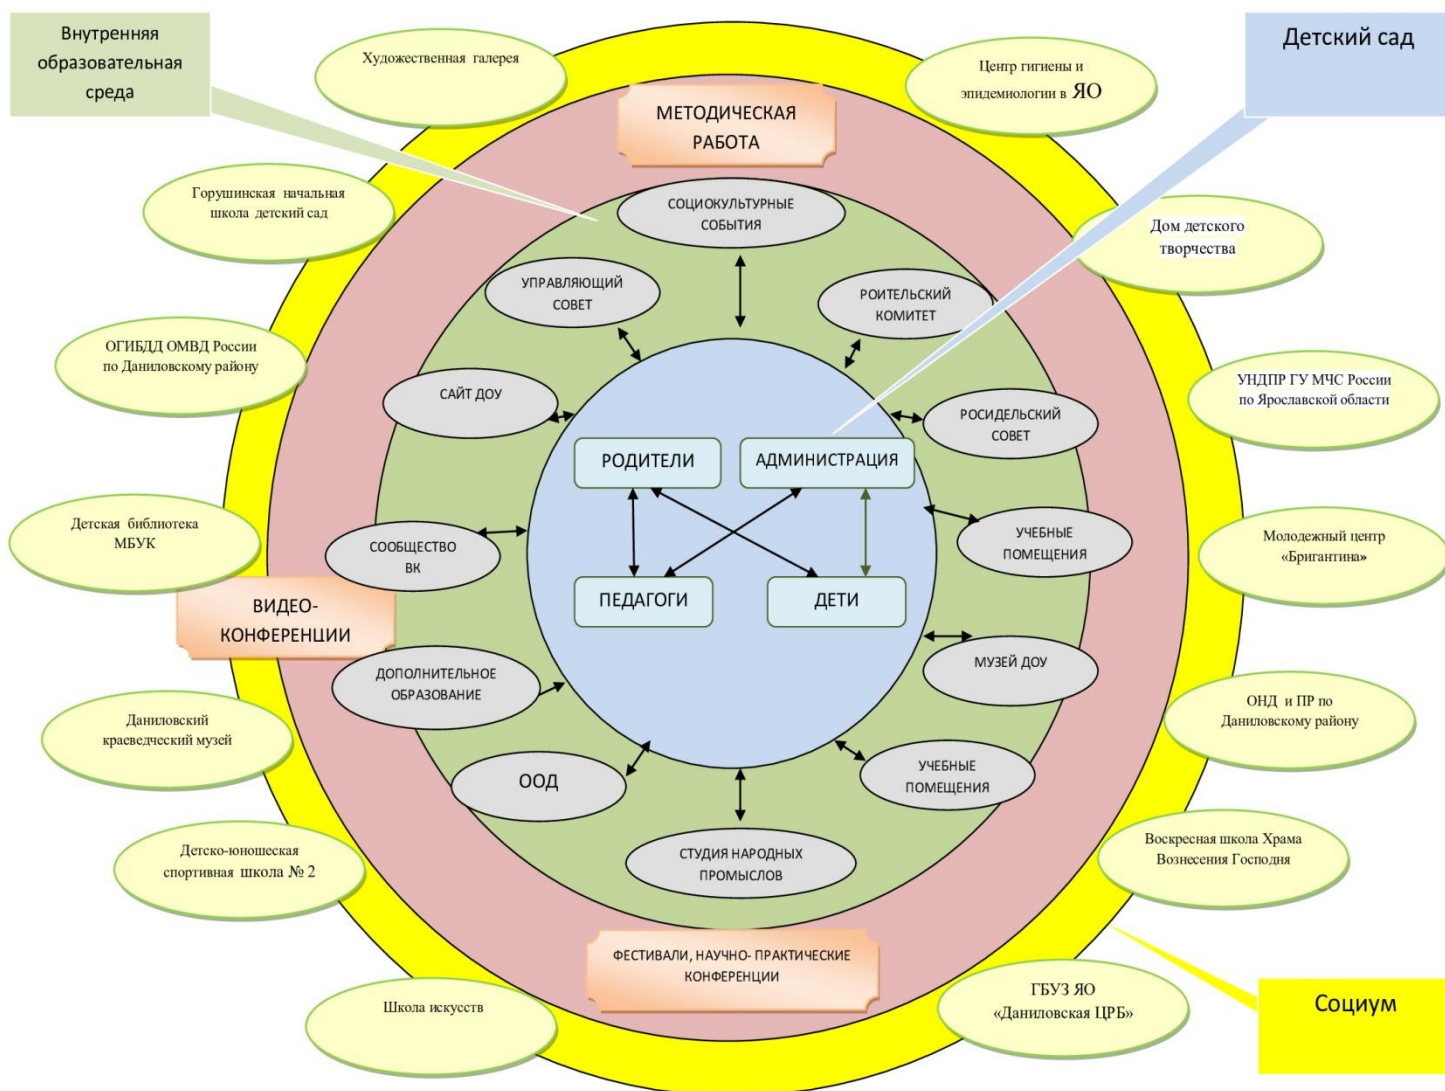 Внутренняя
образовательная
среда
Художественная галерея
Центр гигиены и
эпидемиологии в ЯО
Детский сад
МЕТОДИЧЕСКАЯ
РАБОТА
Горушинская начальная
школа детский сад
СОЦИОКУЛЬТУРНЫЕ
СОБЫТИЯ
Дом детского
творчества
УПРАВЛЯЮЩИЙ
СОВЕТ
РОИТЕЛЬСКИЙ
КОМИТЕТ
ОГИБДД ОМВД России
по Даниловскому району
САЙТ ДОУ
РОСИДЕЛЬСКИЙ
СОВЕТ
УНДПР ГУ МЧС России
по Ярославской области
РОДИТЕЛИ
АДМИНИСТРАЦИЯ
Детская библиотека
МБУК
СООБЩЕСТВО
ВК
УЧЕБНЫЕ
ПОМЕЩЕНИЯ
Молодежный центр
«Бригантина»
ВИДЕО-
КОНФЕРЕНЦИИ
ПЕДАГОГИ
ДЕТИ
ДОПОЛНИТЕЛЬНОЕ
ОБРАЗОВАНИЕ
МУЗЕЙ ДОУ
Даниловский
краеведческий музей
ОНД и ПР по
Даниловскому району
ООД
УЧЕБНЫЕ
ПОМЕЩЕНИЯ
Детско-юношеская
спортивная школа № 2
СТУДИЯ НАРОДНЫХ
ПРОМЫСЛОВ
Воскресная школа Храма
Вознесения Господня
ФЕСТИВАЛИ, НАУЧНО- ПРАКТИЧЕСКИЕ
КОНФЕРЕНЦИИ
Школа искусств
ГБУЗ ЯО
«Даниловская ЦРБ»
Социум